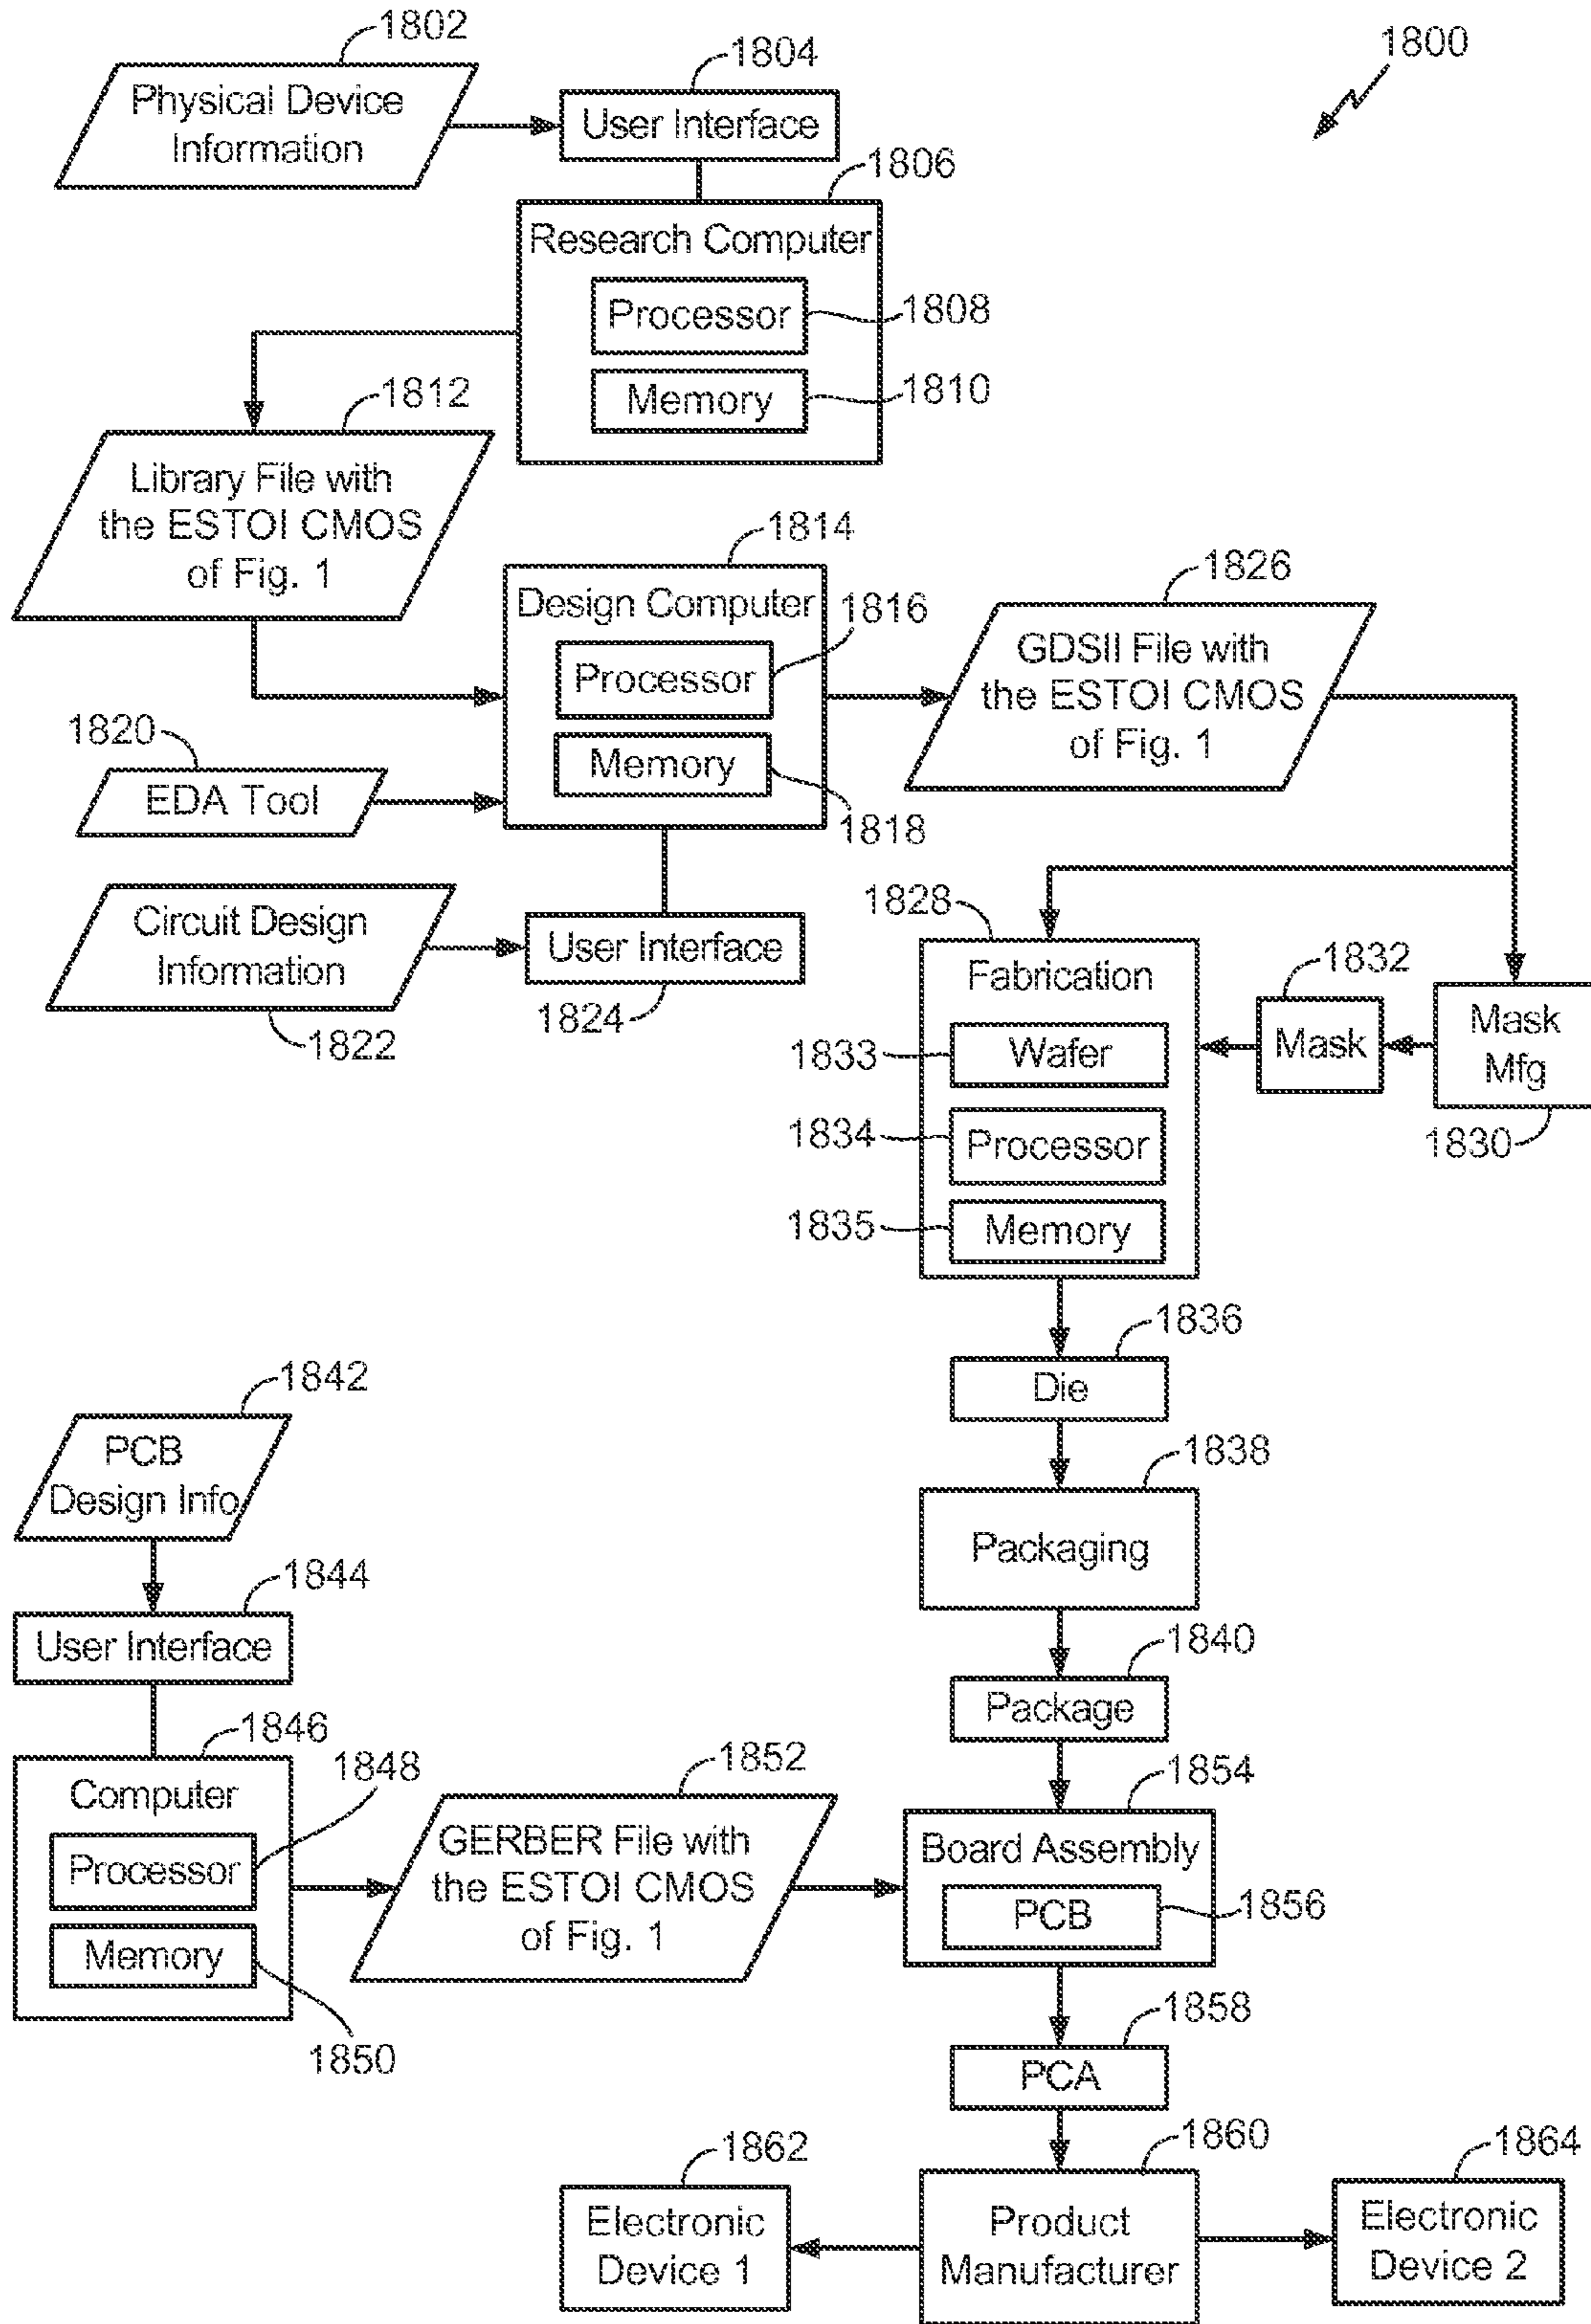 1802
1804
1800
Physical Device
Information
User Interface
1806
Research Computer
Processor
1808
Memory
1810
1812
Library File with
the ESTOI CMOS
of Fig. 1
1814
Design Computer
1816
Processor
Memory
1818
1826
GDSII File with
the ESTOI CMOS
of Fig. 1
1820
EDA Tool
Circuit Design
Information
1822
User Interface
1824
1828
Fabrication
1833
Wafer
1834
Processor
1835
Memory
1832
Mask
Mask
Mfg
1830
1836
Die
1838
Packaging
1840
Package
1842
PCB
Design Info
1844
User Interface
1846
Computer
1848
Processor
Memory
1850
1852
GERBER File with
the ESTOI CMOS
of Fig. 1
1854
Board Assembly
PCB
1856
1858
PCA
1860
Product
Manufacturer
1862
Electronic
Device 1
1864
Electronic
Device 2